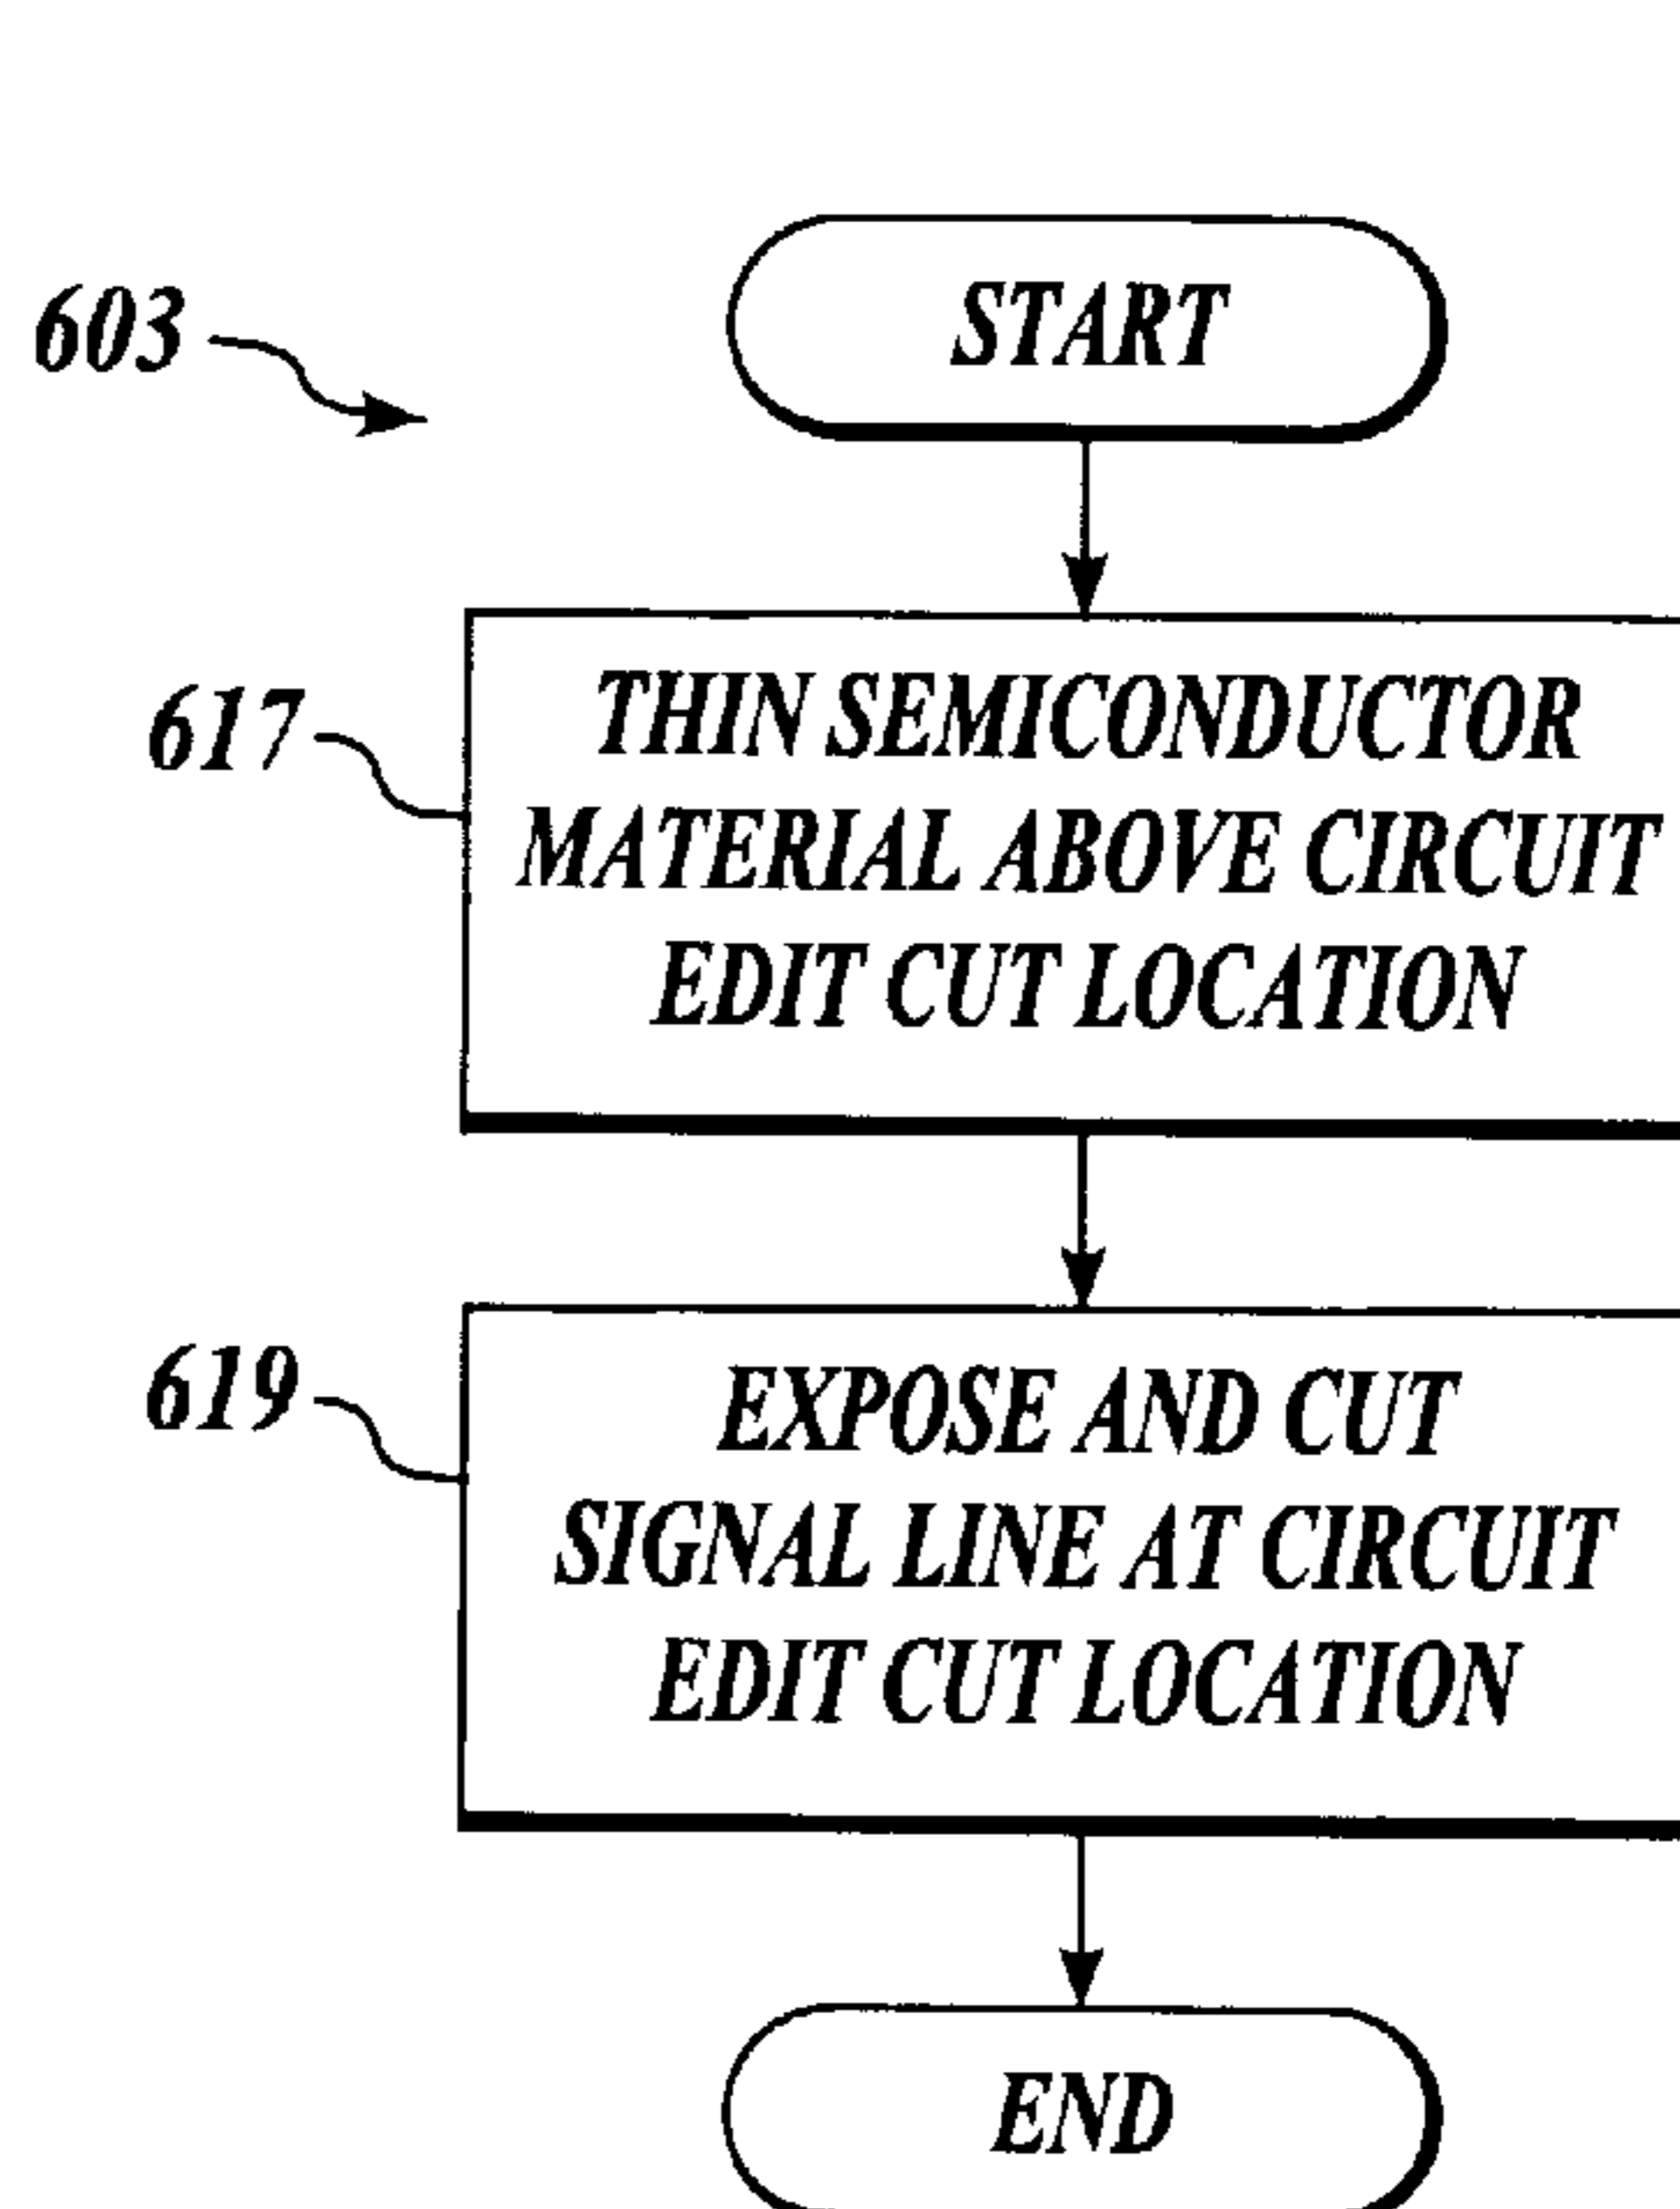 603
START
617
THIN SEMICONDUCTOR
MATERIAL ABOVE CIRCUIT
EDIT CUT LOCATION
619
EXPOSE AND CUT
SIGNAL LINE AT CIRCUIT
EDIT CUT LOCATION
END